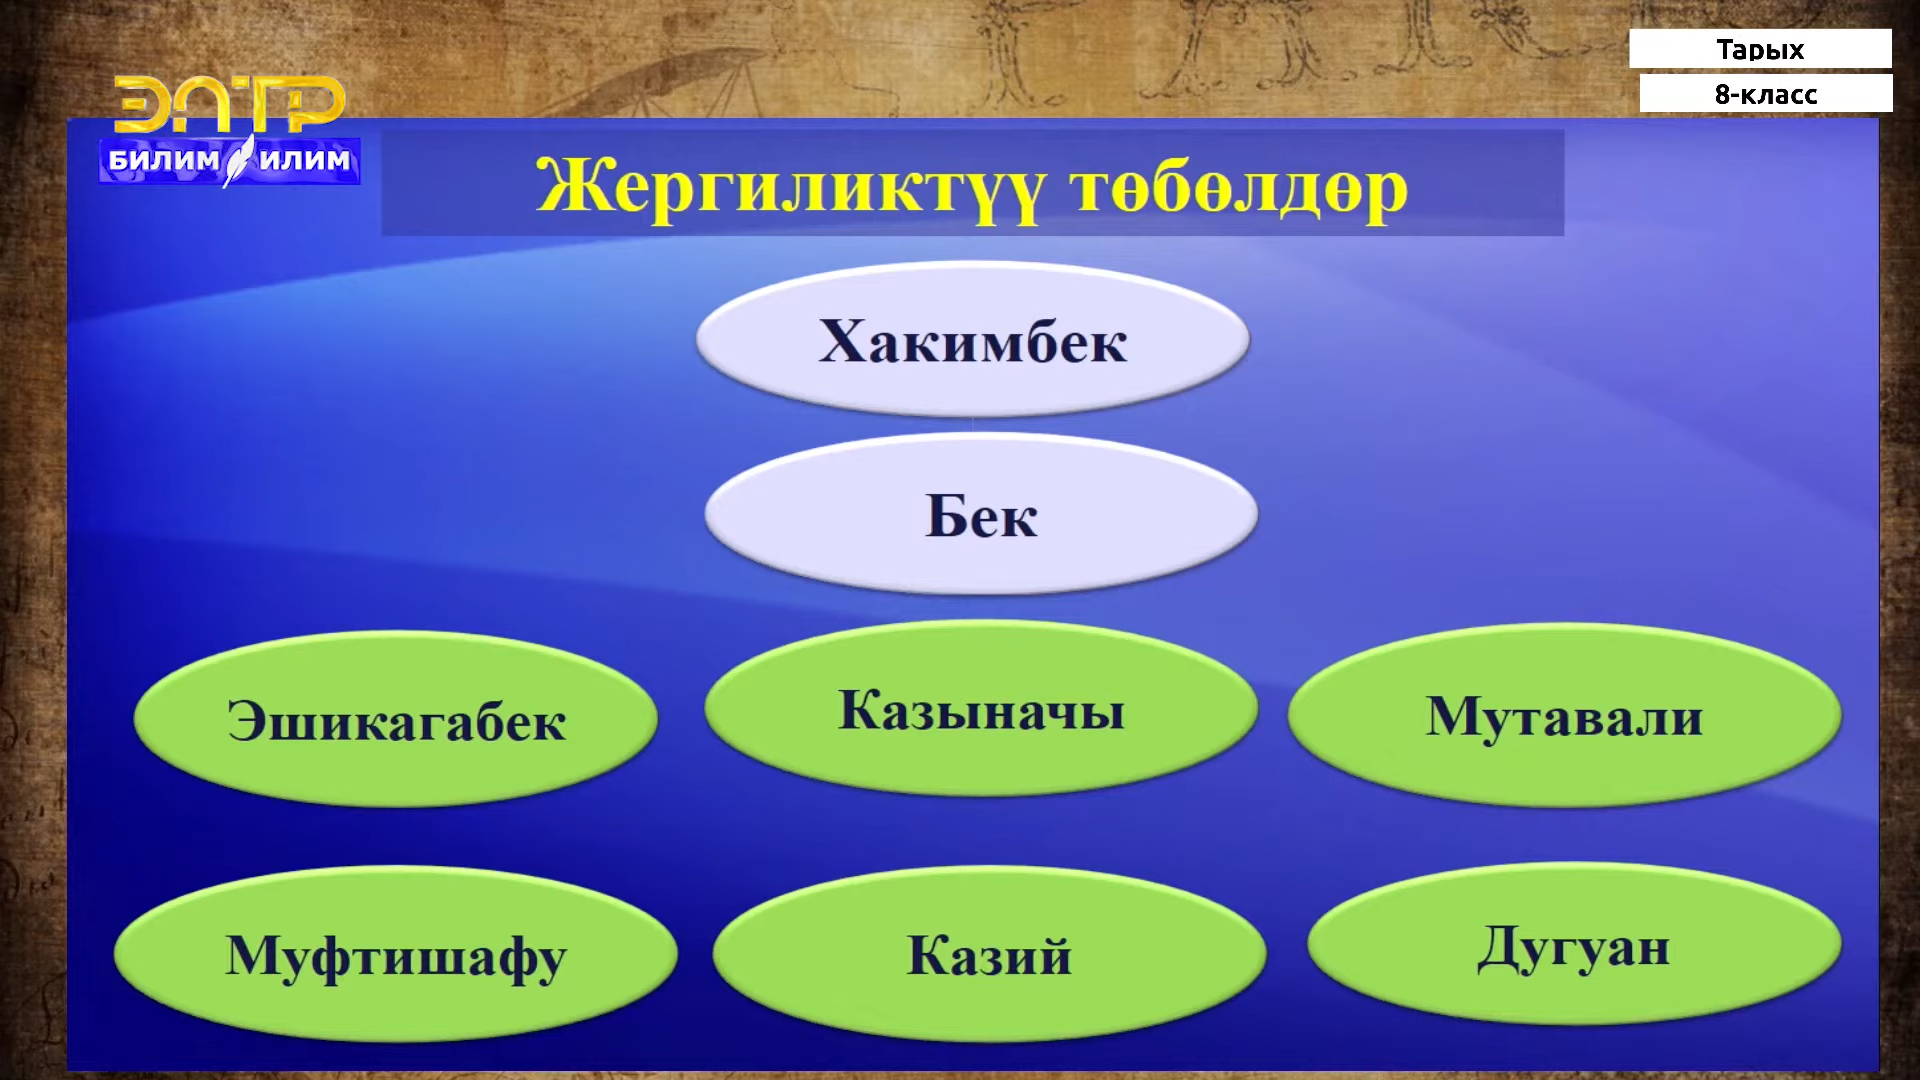 Тарых
8-класс
ЭЛТР
БИЛИМ ИЛИМ
Жергиликтүү төбөлдөр
Хакимбек
Бек
Эшикагабек
Казыначы
Мутавали
Муфтишафу
Казий
Дугуан